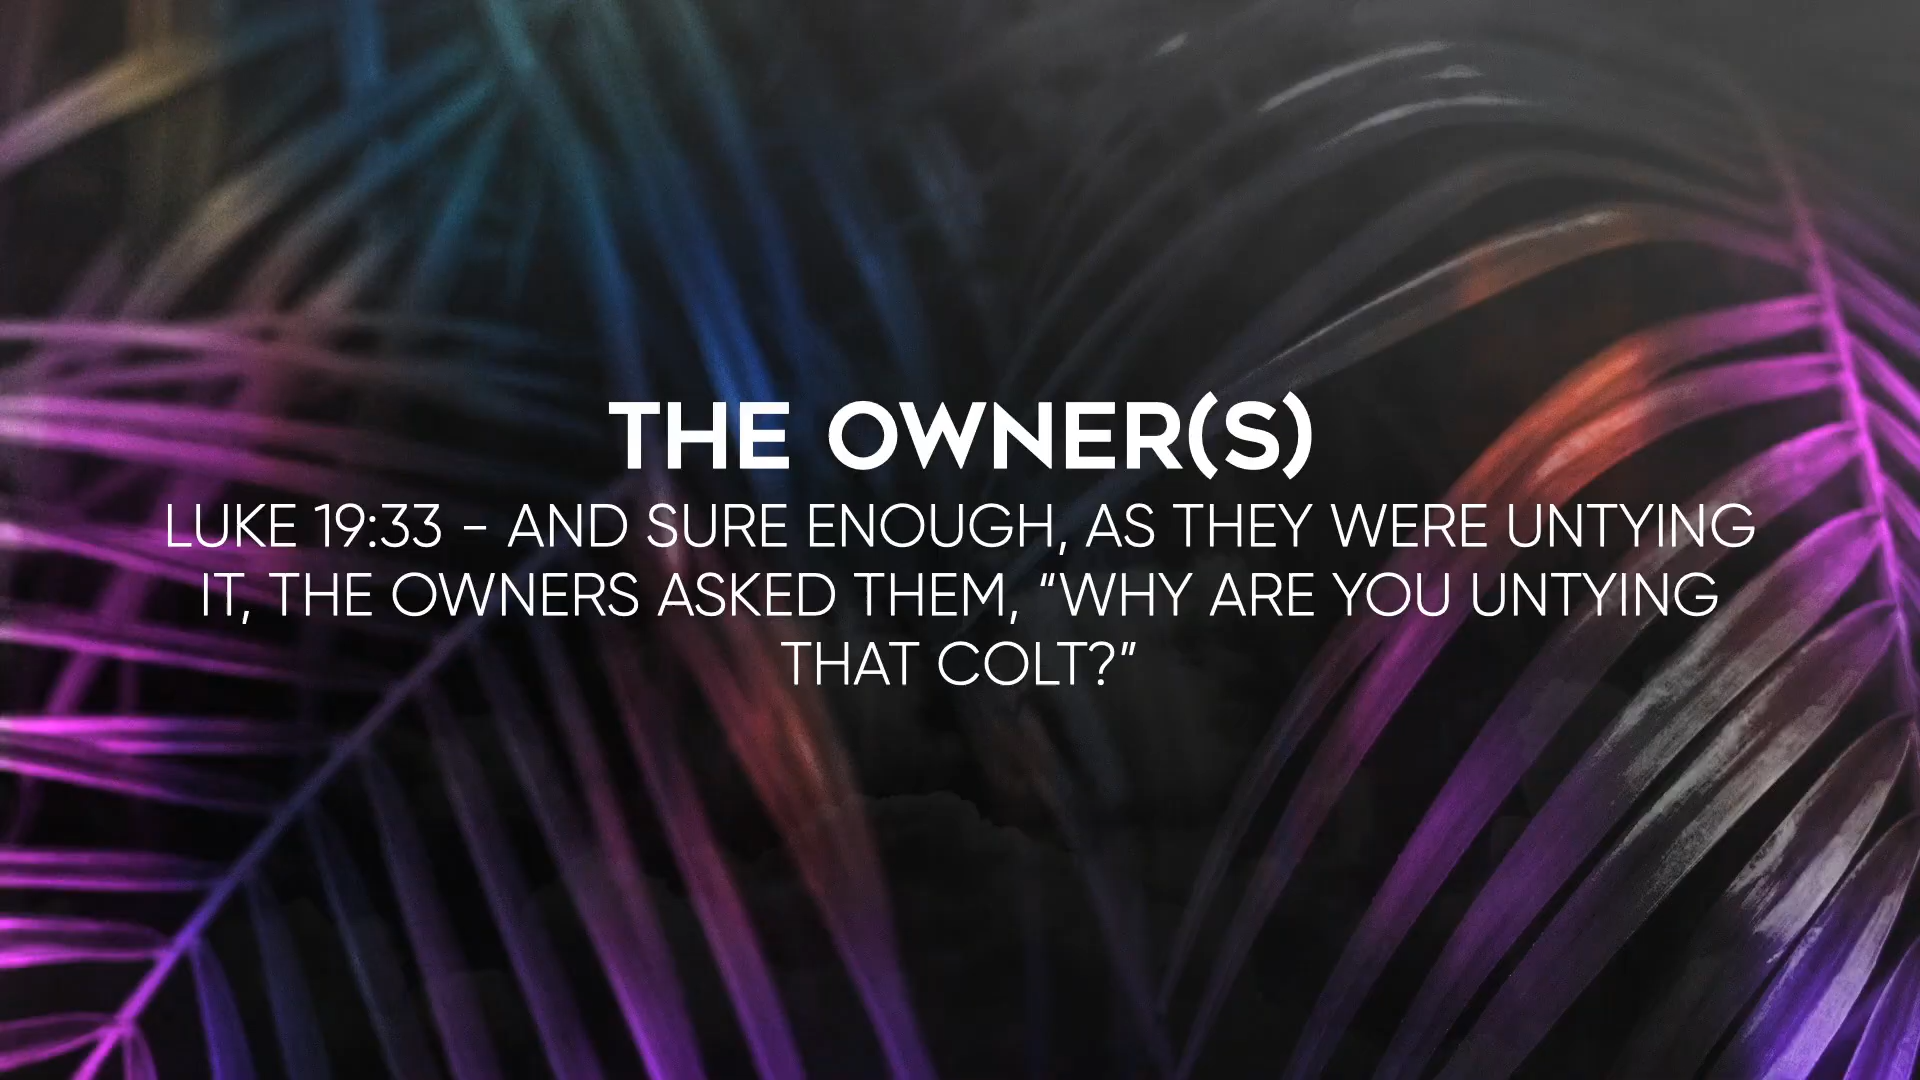 THE OWNER(S)
LUKE 19:33 – AND SURE ENOUGH, AS THEY WERE UNTYING
IT, THE OWNERS ASKED THEM, “WHY ARE YOU UNTYING
THAT COLT?”